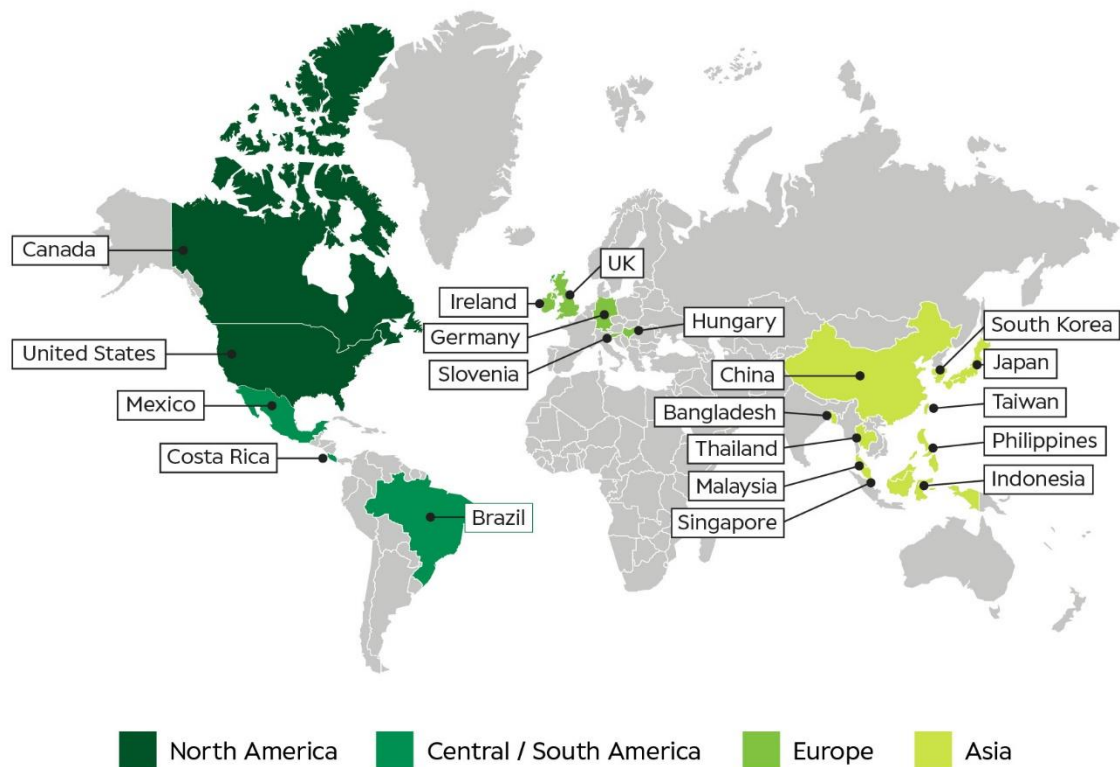 Canada
UK
Ireland
Germany
Hungary
South Korea
United States
Slovenia
China
Japan
Mexico
Bangladesh
Taiwan
Thailand
Philippines
Costa Rica
Malaysia
Indonesia
Brazil
Singapore
North America
Central / South America
Europe
Asia